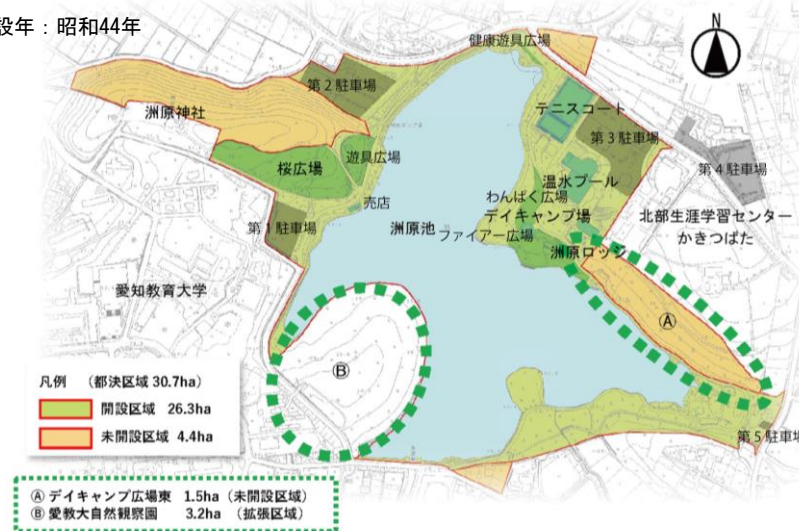 設年：昭和44年
N
健康遊具広場
第２駐車場
洲原神社
テニスコート
第３駐車場
遊具広場
桜広場
第４駐車場
温水プール
わんぱく広場
売店
デイキャンプ場
北部生涯学習センター
かきつばた
第１駐車場
洲原池
ファイアー広場
洲原ロッジ
愛知教育大学
Ⓐ
Ⓑ
凡例　（都決区域 30.7ha）
開設区域　26.3ha
未開設区域　4.4ha
第５駐車場
Ⓐ デイキャンプ広場東　1.5ha（未開設区域）
Ⓑ 愛教大自然観察園　3.2ha　（拡張区域）